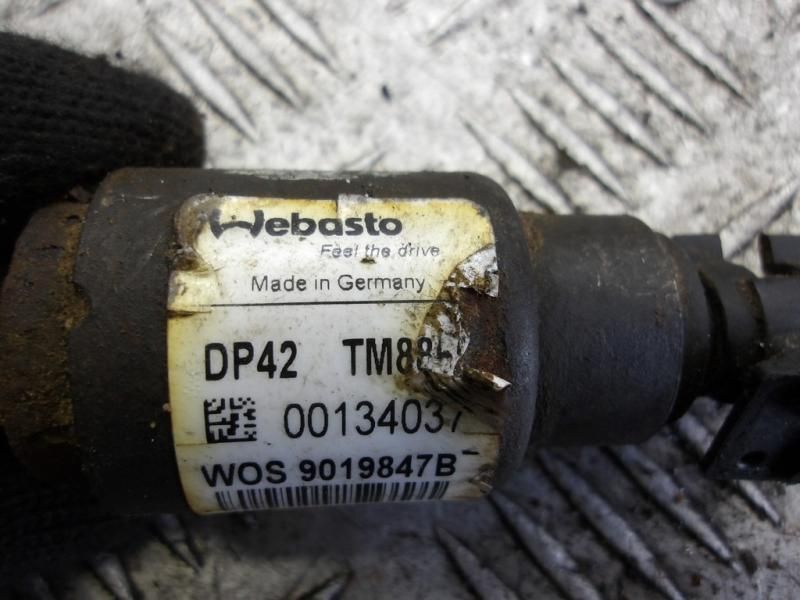 Webasto
Feel the drive
Made in Germany
DP42
00134037
WOS 9019847B